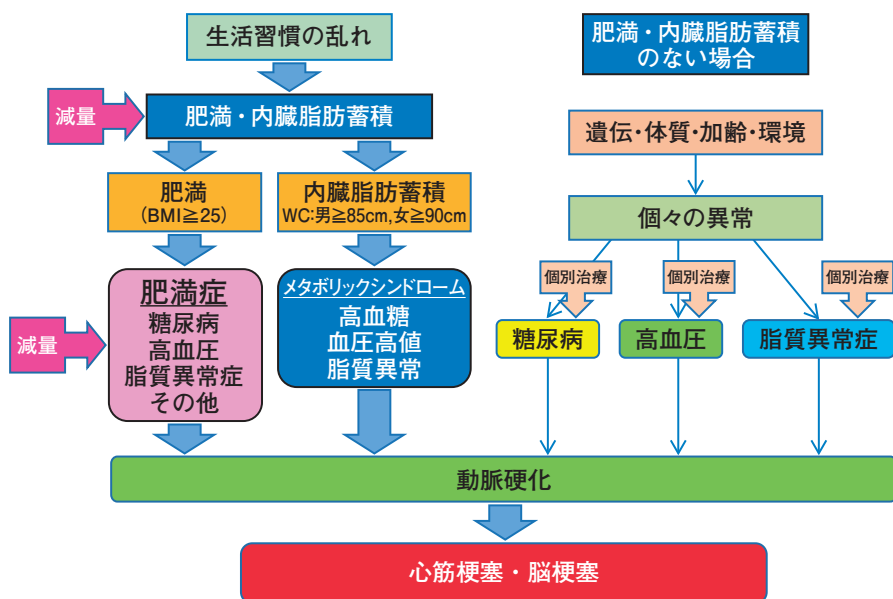 生活習慣の乱れ
減量
肥満・内臓脂肪蓄積
肥満
(BMI≧25)
内臓脂肪蓄積
WC:男≧85cm,女≧90cm
減量
肥満症
糖尿病
高血圧
脂質異常症
その他
メタボリックシンドローム
高血糖
血圧高値
脂質異常
肥満・内臓脂肪蓄積
のない場合
遺伝・体質・加齢・環境
個々の異常
個別治療
個別治療
個別治療
糖尿病
高血圧
脂質異常症
動脈硬化
心筋梗塞・脳梗塞